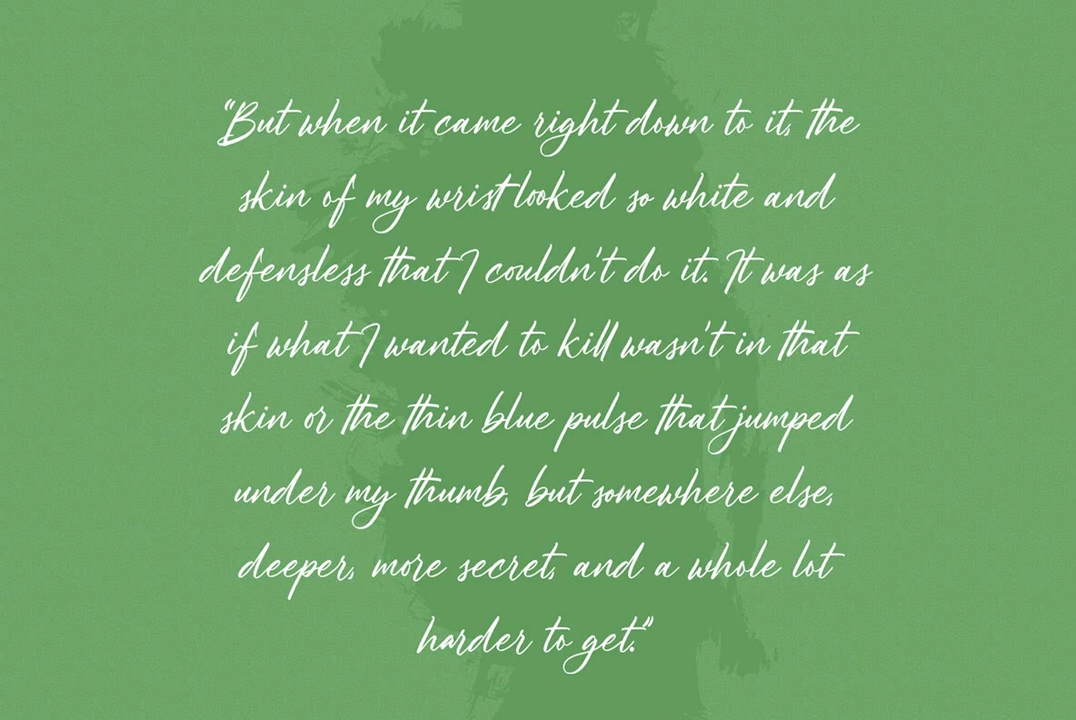 "But when it came right down to it, the
skin of my wrist looked so white and
defensless that I couldn't do it. It was as
if what I wanted to kill wasn't in that
skin or the thin blue pulse that jumped
under my thumb, but somewhere else,
deeper, more secret, and a whole lot
harder to get."